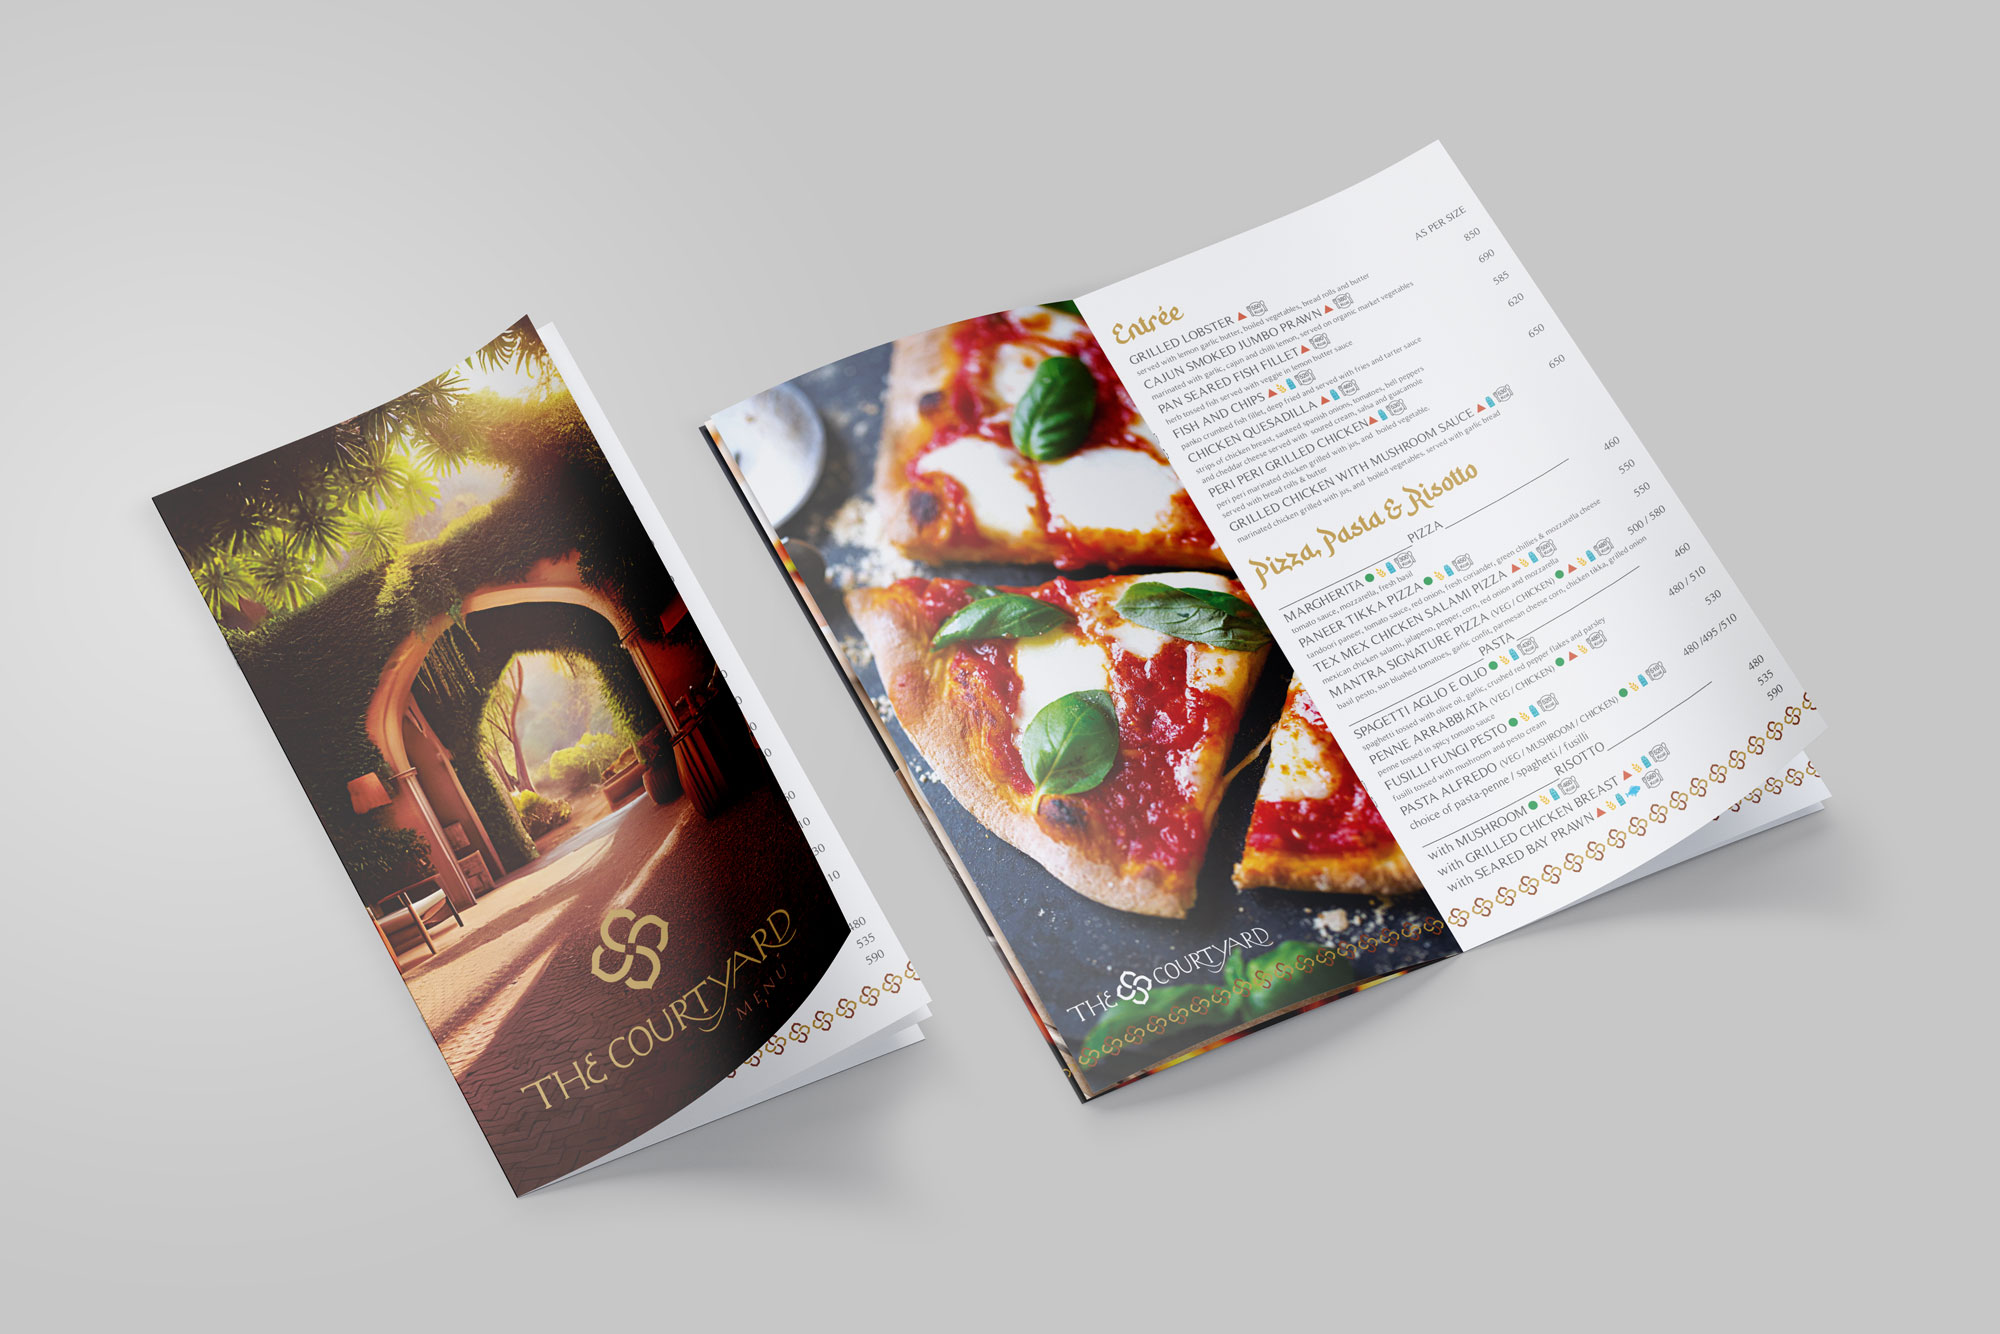 THE COURTYARD
MENU
480
535
590
THE COURTYARD
Entrée
GRILLED LOBSTER AS PER SIZE
served with lemon garlic butter, boiled vegetables, bread rolls and butter
CAJUN SMOKED JUMBO PRAWN 850
marinated with garlic, cajun and chilli lemon, served on organic market vegetables
PAN SEARED FISH FILLET 690
herb tossed fish served with veggie in lemon butter sauce
FISH AND CHIPS 585
panko crumbed fish fillet, deep fried and served with fries and tarter sauce
CHICKEN QUESADILLA 620
strips of chicken breast, sauteed spanish onions, tomatoes, bell peppers
and cheddar cheese served with soured cream, salsa and guacamole
PERI PERI GRILLED CHICKEN 650
peri peri marinated chicken grilled with jus, and boiled vegetable.
served with bread rolls & butter
GRILLED CHICKEN WITH MUSHROOM SAUCE 650
marinated chicken grilled with jus, and boiled vegetables. served with garlic bread
Pizza, Pasta & Risotto
PIZZA
MARGHERITA 460
tomato sauce, mozzarella, fresh basil
PANEER TIKKA PIZZA 550
tandoori paneer, tomato sauce, red onion, fresh coriander, green chillies & mozzarella cheese
TEX MEX CHICKEN SALAMI PIZZA 550
mexican chicken salami, jalapeno, pepper, corn, red onion and mozzarella
MANTRA SIGNATURE PIZZA (VEG / CHICKEN) 500 / 580
basil pesto, sun blushed tomatoes, garlic confit, parmesan cheese corn, chicken tikka, grilled onion
PASTA
SPAGETTI AGLIO E OLIO 460
spaghetti tossed with olive oil, garlic, crushed red pepper flakes and parsley
PENNE ARRABBIATA (VEG / CHICKEN) 480 / 510
penne tossed in spicy tomato sauce
FUSILLI FUNGI PESTO 530
fusilli tossed with mushroom and pesto cream
PASTA ALFREDO (VEG / MUSHROOM / CHICKEN) 480 /495 /510
choice of pasta-penne / spaghetti / fusilli
RISOTTO
with MUSHROOM 480
with GRILLED CHICKEN BREAST 535
with SEARED BAY PRAWN 590